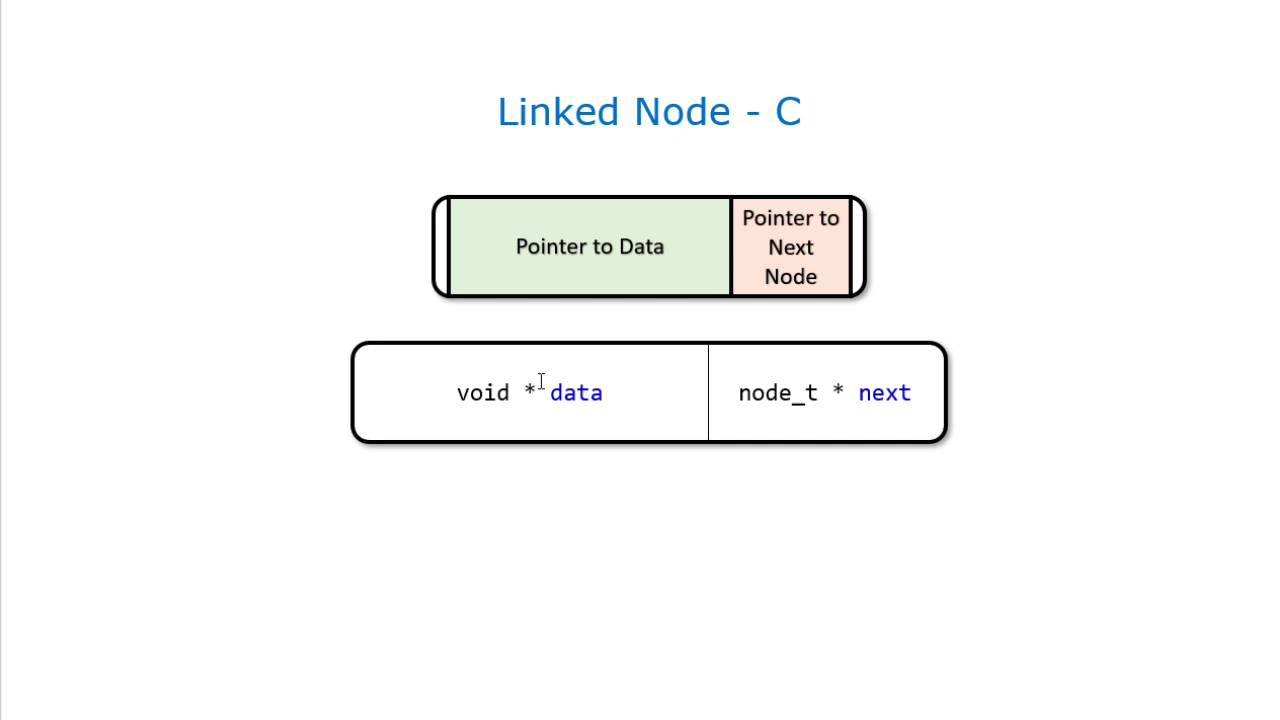 Linked Node - C
Pointer to Data
Pointer to
Next
Node
void * data
node_t * next